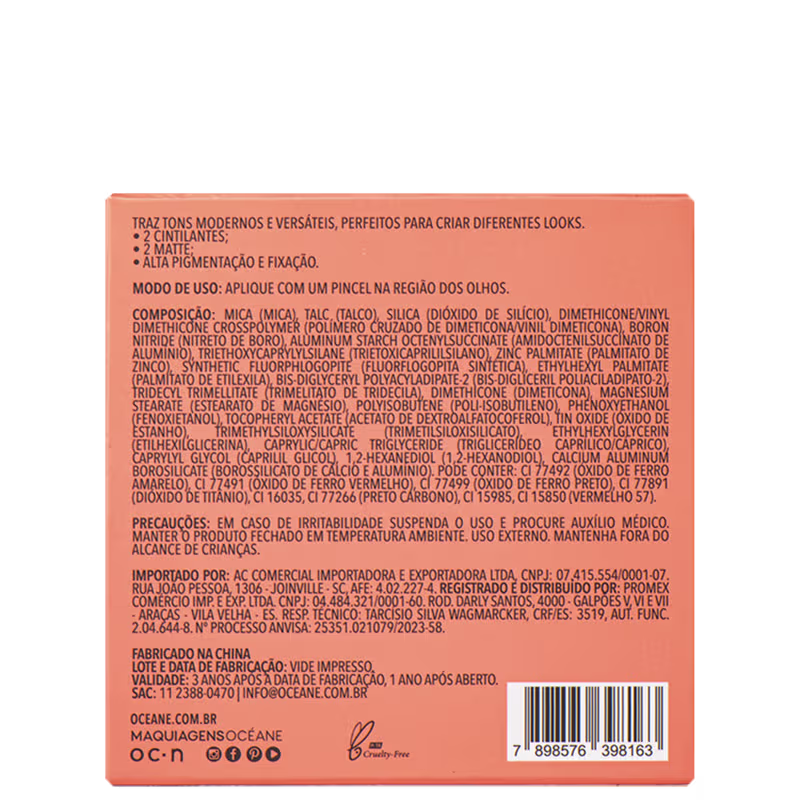 TRAZ TONS MODERNOS E VERSÁTEIS, PERFEITOS PARA CRIAR DIFERENTES LOOKS.
• 2 CINTILANTES;
• 2 MATTE;
• ALTA PIGMENTAÇÃO E FIXAÇÃO.
MODO DE USO: APLIQUE COM UM PINCEL NA REGIÃO DOS OLHOS.
COMPOSIÇÃO: MICA (MICA), TALC (TALCO), SILICA (DIÓXIDO DE SILÍCIO), DIMETHICONE/VINYL
DIMETHICONE CROSSPOLYMER (POLÍMERO CRUZADO DE DIMETICONA/VINIL DIMETICONA), BORON
NITRIDE (NITRETO DE BORO), ALUMINUM STARCH OCTENYLSUCCINATE (AMIDOCTENILSUCCINATO DE
ALUMÍNIO), TRIETHOXYCAPRYLYLSILANE (TRIETOXICAPRILILSILANO), ZINC PALMITATE (PALMITATO DE
ZINCO), SYNTHETIC FLUORPHLOGOPITE (FLUORFLOGOPITA SINTÉTICA), ETHYLHEXYL PALMITATE
(PALMITATO DE ETILEXILA), BIS-DIGLYCERYL POLYACYLADIPATE-2 (BIS-DIGLICERIL POLIACILADIPATO-2),
TRIDECYL TRIMELLITATE (TRIMELITATO DE TRIDECILA), DIMETHICONE (DIMETICONA), MAGNESIUM
STEARATE (ESTEARATO DE MAGNÉSIO), POLYISOBUTENE (POLI-ISOBUTILENO), PHENOXYETHANOL
(FENOXIETANOL), TOCOPHERYL ACETATE (ACETATO DE DEXTROALFATOCOFEROL), TIN OXIDE (ÓXIDO DE
ESTANHO), TRIMETHYLSILOXYSILICATE (TRIMETILSILOXISILICATO), ETHYLHEXYLGLYCERIN
(ETILHEXILGLICERINA), CAPRYLIC/CAPRIC TRIGLYCERIDE (TRIGLICERÍDEO CAPRÍLICO/CÁPRICO),
CAPRYLYL GLYCOL (CAPRILIL GLICOL), 1,2-HEXANEDIOL (1,2-HEXANODIOL), CALCIUM ALUMINUM
BOROSILICATE (BOROSSILICATO DE CÁLCIO E ALUMÍNIO). PODE CONTER: CI 77492 (ÓXIDO DE FERRO
AMARELO), CI 77491 (ÓXIDO DE FERRO VERMELHO), CI 77499 (ÓXIDO DE FERRO PRETO), CI 77891
(DIÓXIDO DE TITÂNIO), CI 16035, CI 77266 (PRETO CARBONO), CI 15985, CI 15850 (VERMELHO 57).
PRECAUÇÕES: EM CASO DE IRRITABILIDADE SUSPENDA O USO E PROCURE AUXÍLIO MÉDICO.
MANTER O PRODUTO FECHADO EM TEMPERATURA AMBIENTE. USO EXTERNO. MANTENHA FORA DO
ALCANCE DE CRIANÇAS.
IMPORTADO POR: AC COMERCIAL IMPORTADORA E EXPORTADORA LTDA, CNPJ: 07.415.554/0001-07.
RUA JOÃO PESSOA, 1306 - JOINVILLE - SC, AFE: 4.02.227-4. REGISTRADO E DISTRIBUÍDO POR: PROMEX
COMÉRCIO IMP. E EXP. LTDA. CNPJ: 04.484.321/0001-60. ROD. DARLY SANTOS, 4000 - GALPÕES V, VI E VII
- ARAÇAS - VILA VELHA - ES. RESP. TÉCNICO: TARCÍSIO SILVA WAGMARCKER, CRF/ES: 3519, AUT. FUNC.
2.04.644-8. N° PROCESSO ANVISA: 25351.021079/2023-58.
FABRICADO NA CHINA
LOTE E DATA DE FABRICAÇÃO: VIDE IMPRESSO,
VALIDADE: 3 ANOS APÓS A DATA DE FABRICAÇÃO, 1 ANO APÓS ABERTO.
SAC: 11 2388-0470 | INFO@OCEANE.COM.BR
OCEANE.COM.BR
MAQUIAGENSOCÉANE
oc·n
Cruelty-Free
7 898576 398163